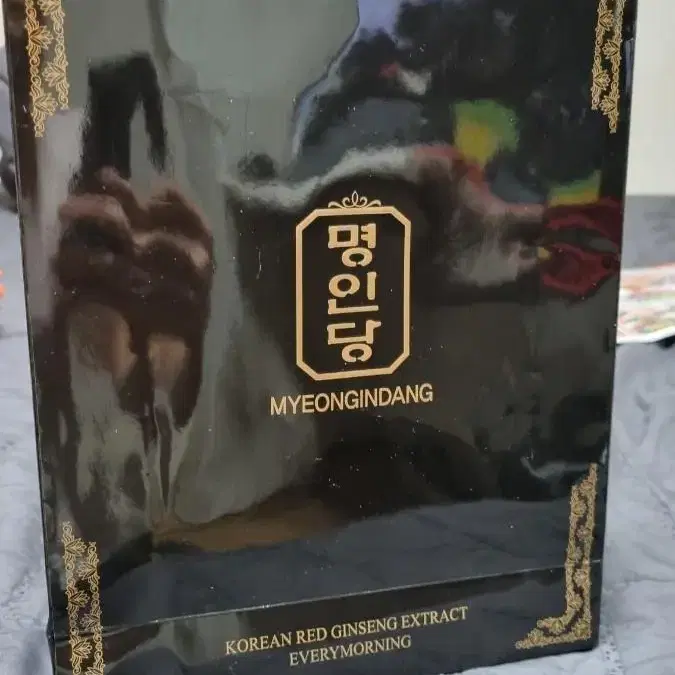 명
인
당
MYEONGINDANG
KOREAN RED GINSENG EXTRACT
EVERYMORNING